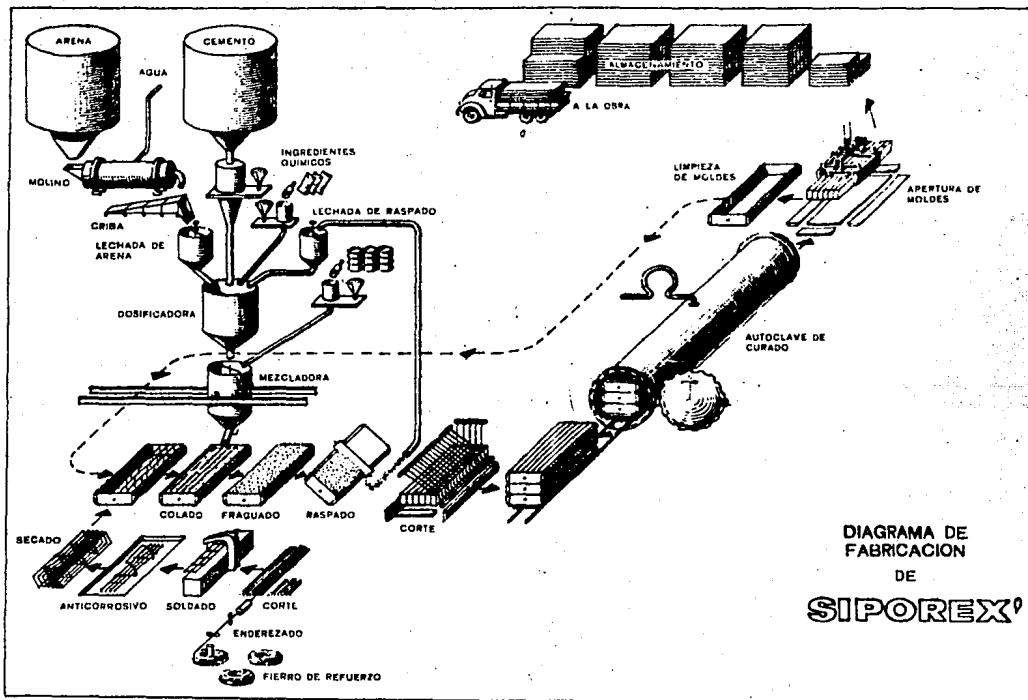 ARENA
CEMENTO
AGUA
MOLINO
INGREDIENTES
QUIMICOS
CRIBA
LECHADA DE
ARENA
LECHADA DE RASPADO
DOSIFICADORA
MEZCLADORA
ALMACENAMIENTO
A LA OBRA
LIMPIEZA
DE MOLDES
APERTURA DE
MOLDES
AUTOCLAVE DE
CURADO
COLADO
FRAGUADO
RASPADO
CORTE
SECADO
ANTICORROSIVO
SOLDADO
CORTE
ENDEREZADO
FIERRO DE REFUERZO
DIAGRAMA DE
FABRICACION
DE
SIPOREX